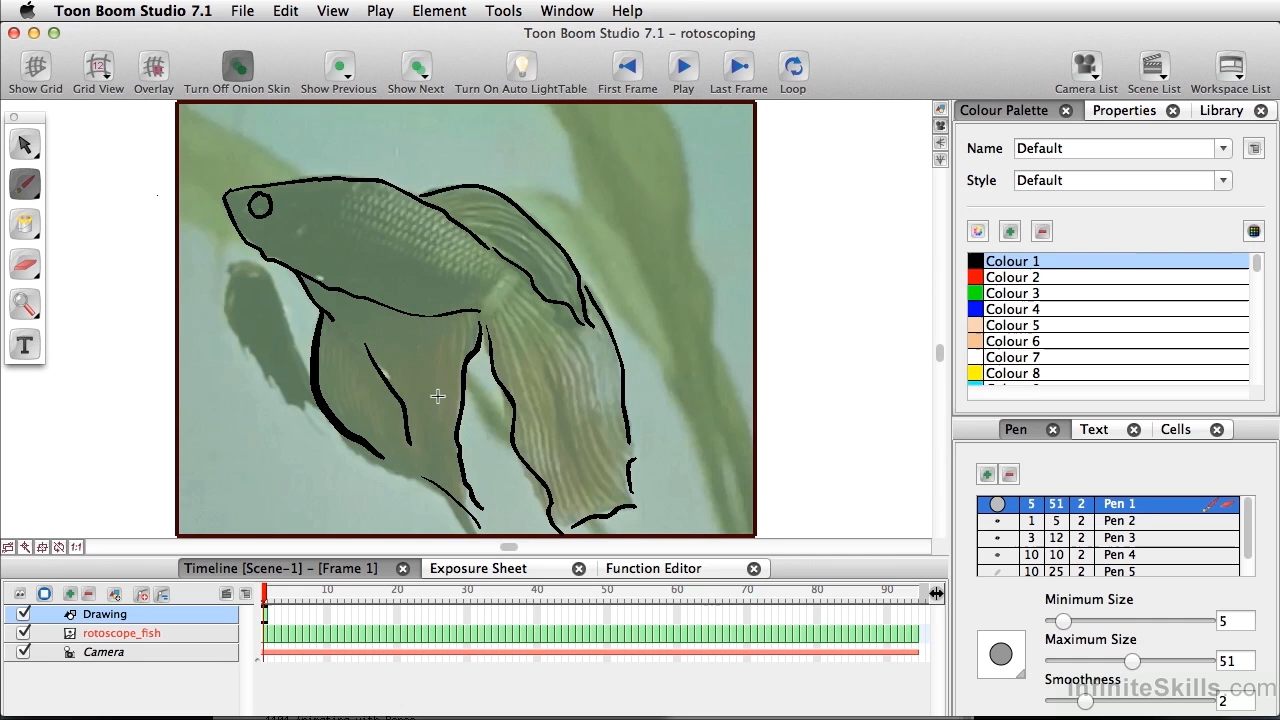 Toon Boom Studio 7.1 File Edit View Play Element Tools Window Help
Toon Boom Studio 7.1 - rotoscoping
12
Show Grid Grid View Overlay Turn Off Onion Skin Show Previous Show Next Turn On Auto LightTable First Frame Play Last Frame Loop Camera List Scene List Workspace List
Colour Palette Properties Library
Name Default
Style Default
Colour 1
Colour 2
Colour 3
Colour 4
Colour 5
Colour 6
Colour 7
Colour 8
T
Pen Text Cells
5 51 2 Pen 1
1 5 2 Pen 2
3 12 2 Pen 3
10 10 2 Pen 4
10 25 2 Pen 5
Minimum Size
5
Maximum Size
51
Smoothness
2
1:1
Timeline [Scene-1] - [Frame 1] Exposure Sheet Function Editor
10 20 30 40 50 60 70 80 90
Drawing
rotoscope_fish
Camera
InfiniteSkills.com